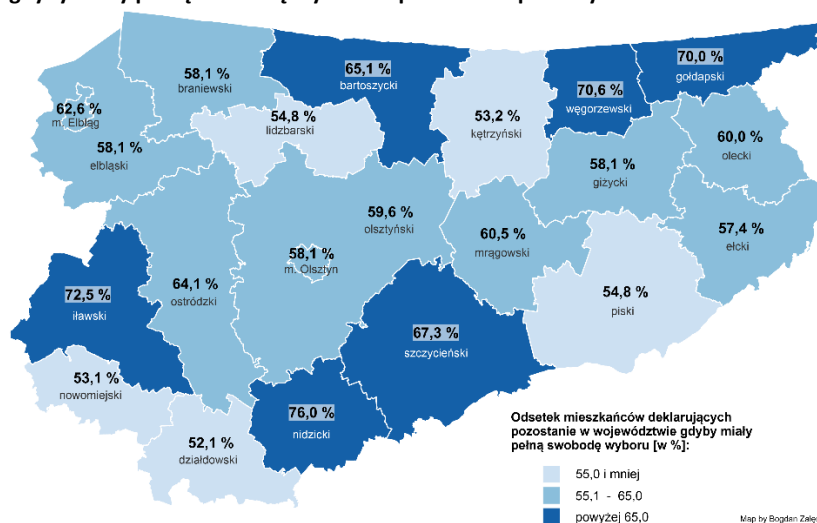 58,1 %
braniewski
65,1 %
bartoszycki
70,0 %
gołdapski
70,6 %
węgorzewski
62,6 %
m. Elbląg
54,8 %
lidzbarski
53,2 %
kętrzyński
60,0 %
olecki
58,1 %
elbląski
58,1 %
giżycki
59,6 %
olsztyński
60,5 %
mrągowski
57,4 %
ełcki
58,1 %
m. Olsztyn
64,1 %
ostródzki
72,5 %
iławski
54,8 %
piski
67,3 %
szczycieński
53,1 %
nowomiejski
76,0 %
nidzicki
52,1 %
działdowski
Odsetek mieszkańców deklarujących
pozostanie w województwie gdyby miały
pełną swobodę wyboru [w %]:
55,0 i mniej
55,1 - 65,0
powyżej 65,0
Map by Bogdan